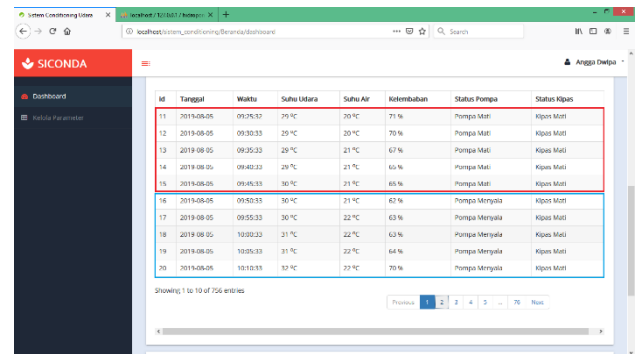 Sistem Conditioning Udara
localhost/sistem_conditioning/Beranda/dashboard
Search
SICONDA
Angga Dwipa
Dashboard
Kelola Parameter
Id Tanggal Waktu Suhu Udara Suhu Air Kelembaban Status Pompa Status Kipas
11 2019-08-05 09:25:32 29 °C 20 °C 71 % Pompa Mati Kipas Mati
12 2019-08-05 09:30:33 29 °C 20 °C 70 % Pompa Mati Kipas Mati
13 2019-08-05 09:35:33 29 °C 21 °C 67 % Pompa Mati Kipas Mati
14 2019-08-05 09:40:33 29 °C 21 °C 65 % Pompa Mati Kipas Mati
15 2019-08-05 09:45:33 30 °C 21 °C 65 % Pompa Mati Kipas Mati
16 2019-08-05 09:50:33 30 °C 21 °C 62 % Pompa Menyala Kipas Mati
17 2019-08-05 09:55:33 30 °C 22 °C 63 % Pompa Menyala Kipas Mati
18 2019-08-05 10:00:33 31 °C 22 °C 63 % Pompa Menyala Kipas Mati
19 2019-08-05 10:05:33 31 °C 22 °C 64 % Pompa Menyala Kipas Mati
20 2019-08-05 10:10:33 32 °C 22 °C 70 % Pompa Menyala Kipas Mati
Showing 1 to 10 of 756 entries
Previous 1 2 3 4 5 ... 76 Next